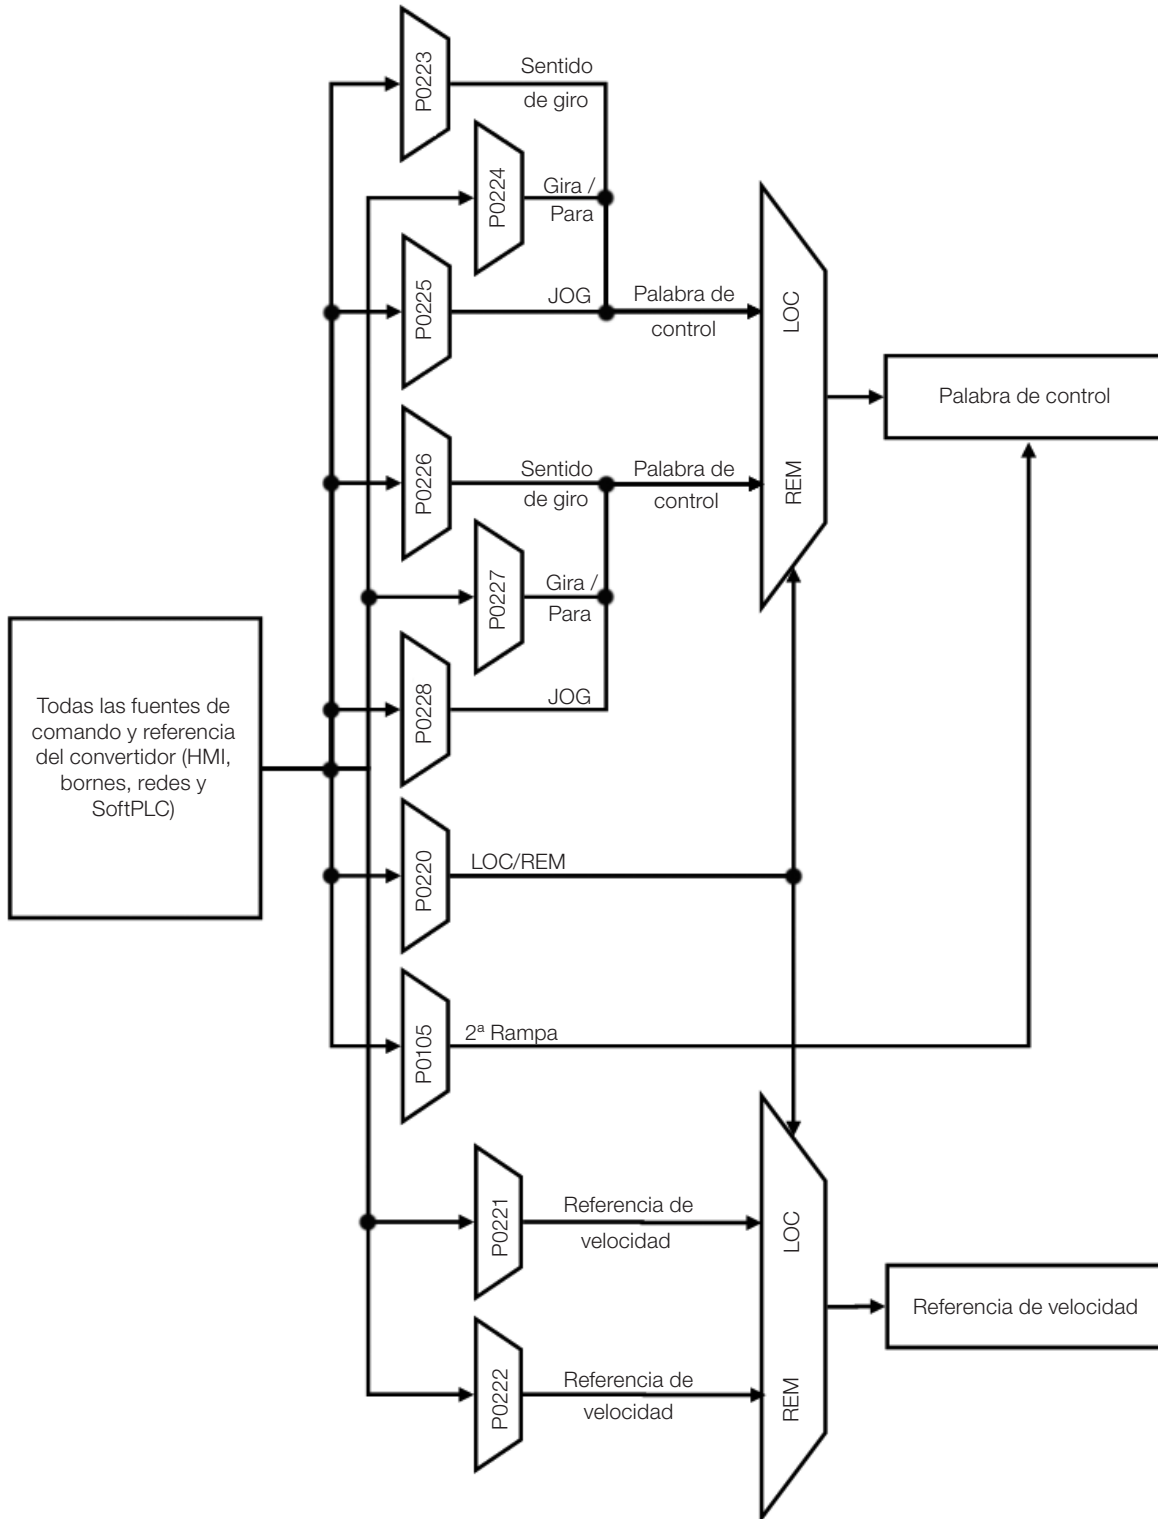 P0223
Sentido
de giro
P0224
Gira /
Para
P0225
JOG
Palabra de
control
LOC
REM
Palabra de control
P0226
Sentido
de giro
Palabra de
control
P0227
Gira /
Para
P0228
JOG
Todas las fuentes de
comando y referencia
del convertidor (HMI,
bornes, redes y
SoftPLC)
P0220
LOC/REM
P0105
2ª Rampa
P0221
Referencia de
velocidad
LOC
REM
Referencia de velocidad
P0222
Referencia de
velocidad